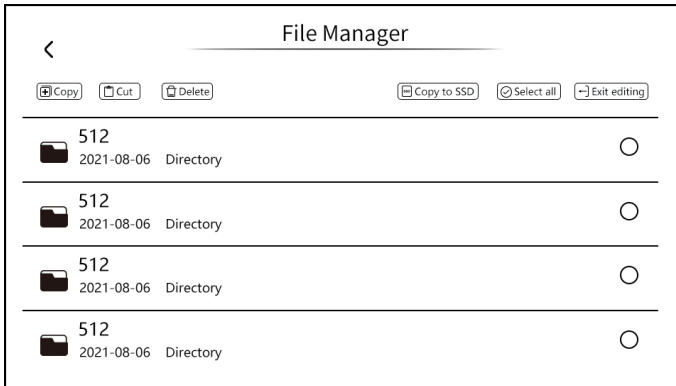 File Manager
Copy Cut Delete Copy to SSD Select all Exit editing
512
2021-08-06 Directory
512
2021-08-06 Directory
512
2021-08-06 Directory
512
2021-08-06 Directory